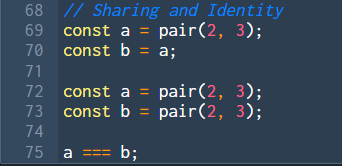 68 // Sharing and Identity
69 const a = pair(2, 3);
70 const b = a;
71
72 const a = pair(2, 3);
73 const b = pair(2, 3);
74
75 a === b;